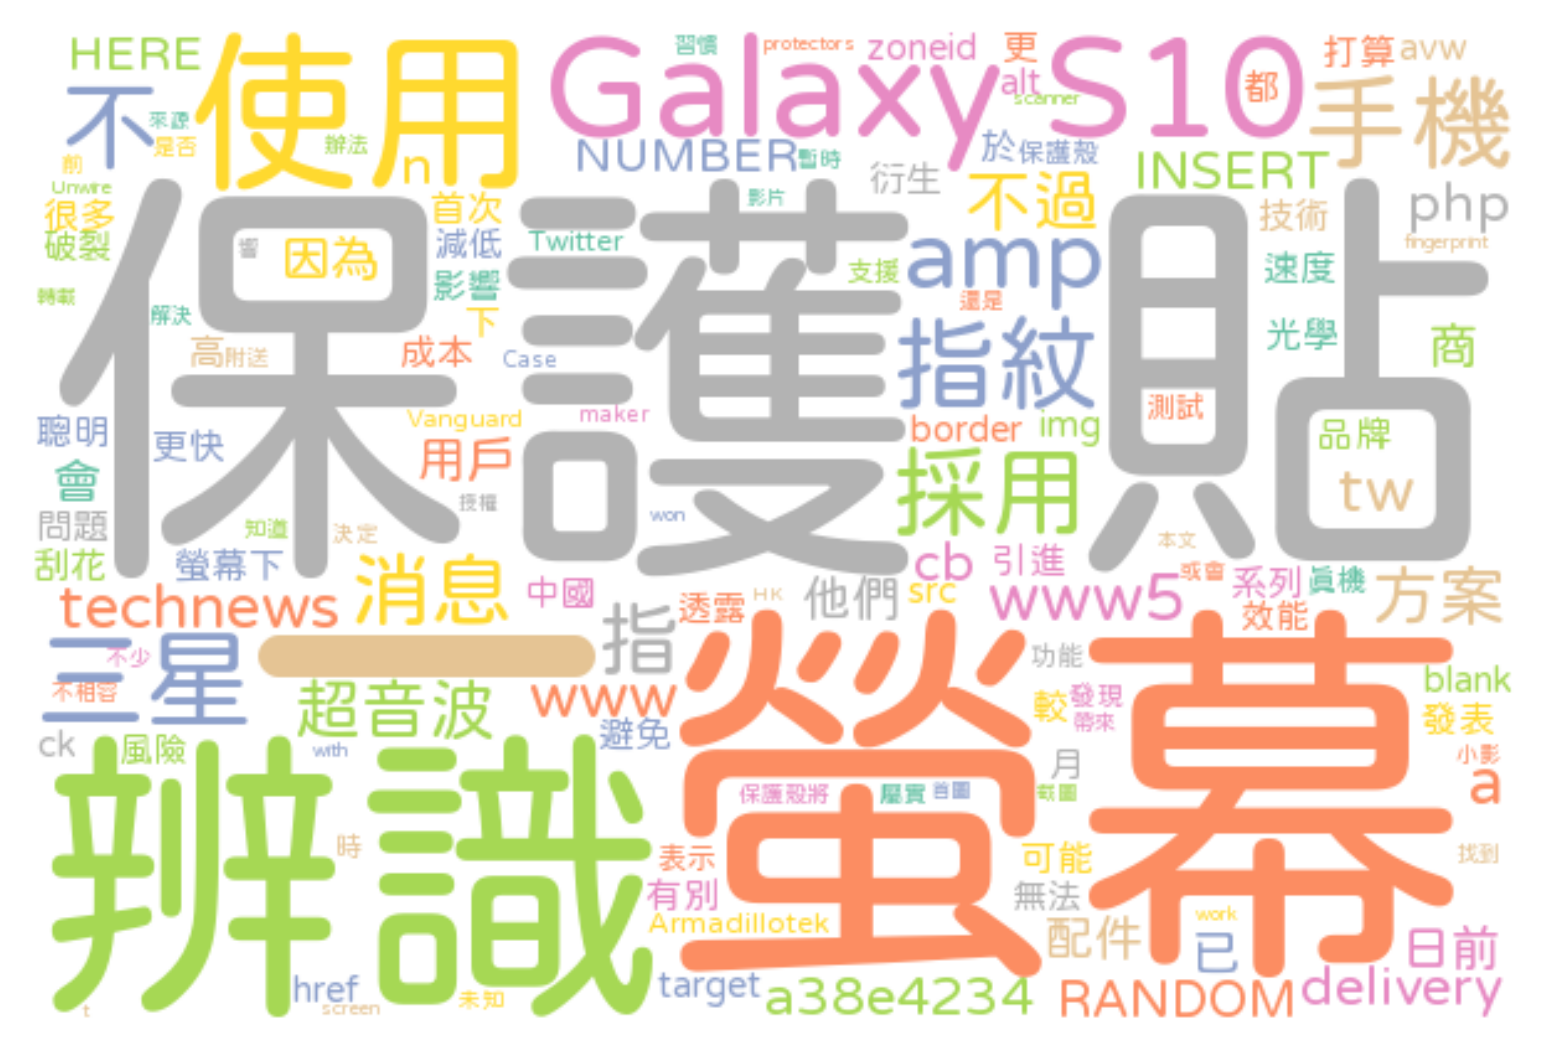 HERE
使用
Galaxy S10
習慣
protectors
zoneid
更
打算
avw
alt
scanner
都
手機
不
來源
是否
辦法
n
NUMBER
暫時
於
保護殼
INSERT
前
Unwire
很多
破裂
首次
減低
影響
衍生
影片
不過
技術
php
fingerprint
保護貼
響
因為
Twitter
支援
amp
速度
轉載
解決
下
還是
光學
商
高
附送
成本
Case
指紋
測試
聰明
更快
Vanguard
maker
border
img
品牌
會
用戶
採用
tw
授權
問題
知道
決定
won
本文
刮花
螢幕下
消息
中國
HK
他們
cb
src
引進
www5
或會
系列
真機
方案
technews
透露
效能
三星
不少
一
指
螢幕
功能
不相容
超音波
www
較
發現
帶來
blank
發表
ck
風險
with
避免
月
小影
a
辨識
保護殼將
屬實
首圖
截圖
時
表示
可能
找到
有別
無法
Armadillotek
配件
work
已
日前
href
screen
未知
target
a38e4234
RANDOM
delivery
t